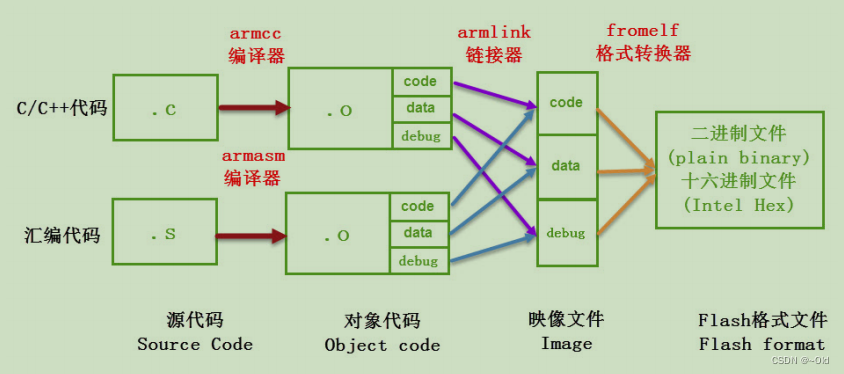 armcc
编译器
armlink
链接器
fromelf
格式转换器
C/C++代码
.c
.o
code
data
debug
armasm
编译器
汇编代码
.s
.o
code
data
debug
code
data
debug
二进制文件
(plain binary)
十六进制文件
(Intel Hex)
源代码
Source Code
对象代码
Object code
映像文件
Image
Flash格式文件
Flash format
CSDN @~Old